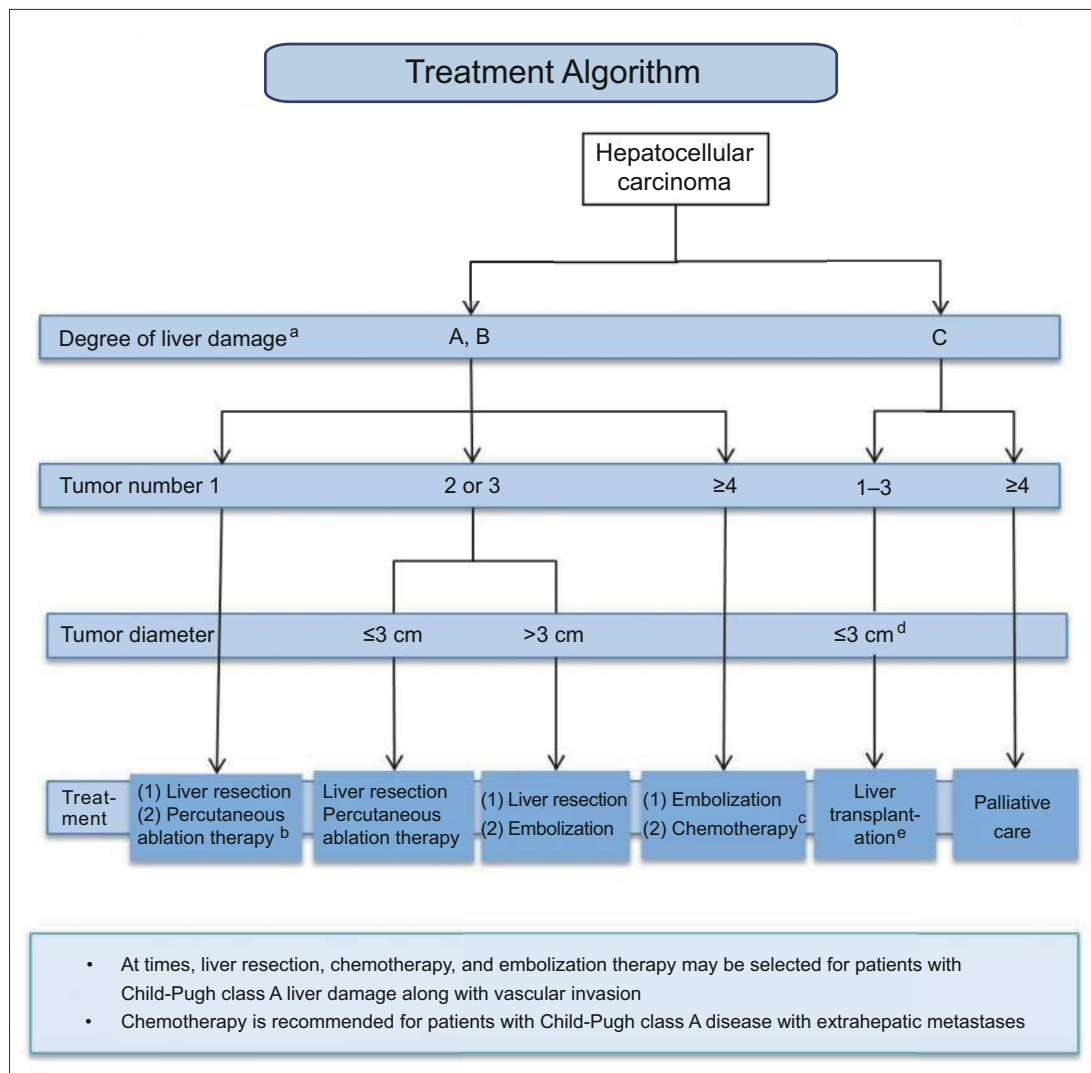 Treatment Algorithm
Hepatocellular
carcinoma
Degree of liver damage a
A, B
C
Tumor number 1
2 or 3
≥4
1–3
≥4
Tumor diameter
≤3 cm
>3 cm
≤3 cm d
Treat-
ment
(1) Liver resection
(2) Percutaneous
ablation therapy b
Liver resection
Percutaneous
ablation therapy
(1) Liver resection
(2) Embolization
(1) Embolization
(2) Chemotherapy c
Liver
transplant-
ation e
Palliative
care
• At times, liver resection, chemotherapy, and embolization therapy may be selected for patients with
Child-Pugh class A liver damage along with vascular invasion
• Chemotherapy is recommended for patients with Child-Pugh class A disease with extrahepatic metastases